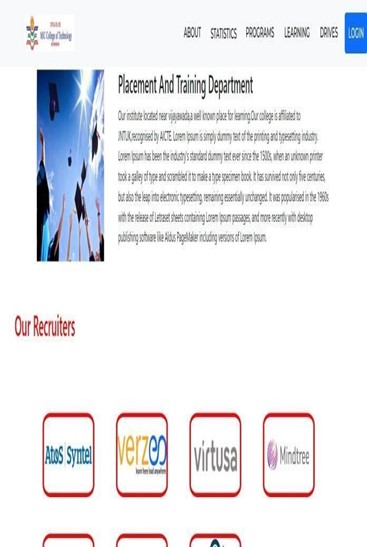 MIC College of Technology
ABOUT STATISTICS PROGRAMS LEARNING DRIVES LOGIN
Placement And Training Department
Our institute located near vijayawada,a well known place for learning.Our college is affiliated to
JNTUK,recognised by AICTE. Lorem Ipsum is simply dummy text of the printing and typesetting industry.
Lorem Ipsum has been the industry's standard dummy text ever since the 1500s, when an unknown printer
took a galley of type and scrambled it to make a type specimen book. It has survived not only five centuries,
but also the leap into electronic typesetting, remaining essentially unchanged. It was popularised in the 1960s
with the release of Letraset sheets containing Lorem Ipsum passages, and more recently with desktop
publishing software like Aldus PageMaker including versions of Lorem Ipsum.
Our Recruiters
AtoS Syntel verzeo virtusa Mindtree
learn here lead anywhere